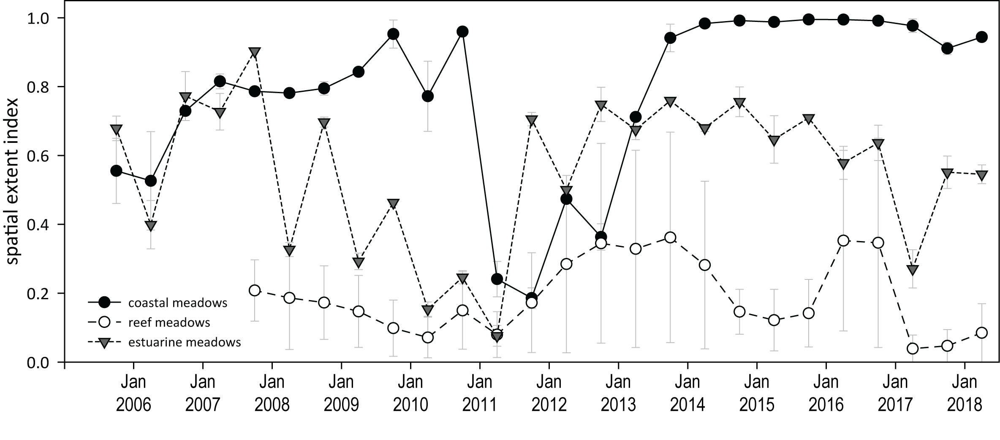 spatial extent index
1.0
0.8
0.6
0.4
0.2
0.0
coastal meadows
reef meadows
estuarine meadows
Jan Jan Jan Jan Jan Jan Jan Jan Jan Jan Jan Jan Jan
2006 2007 2008 2009 2010 2011 2012 2013 2014 2015 2016 2017 2018